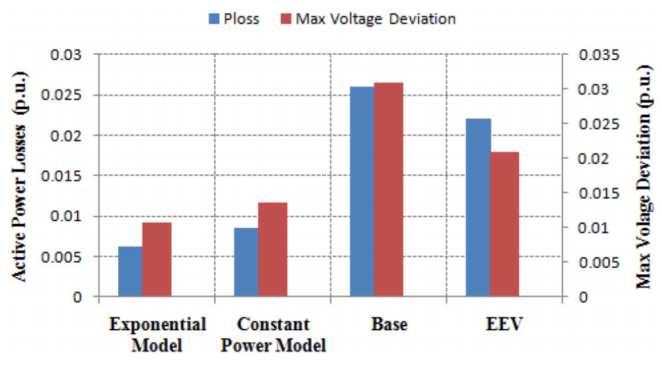 Ploss
Max Voltage Deviation
0.03
0.025
0.02
0.015
0.01
0.005
0
Active Power Losses (p.u.)
0.035
0.03
0.025
0.02
0.015
0.01
0.005
0
Max Volage Deviation (p.u.)
Exponential
Model
Constant
Power Model
Base
EEV